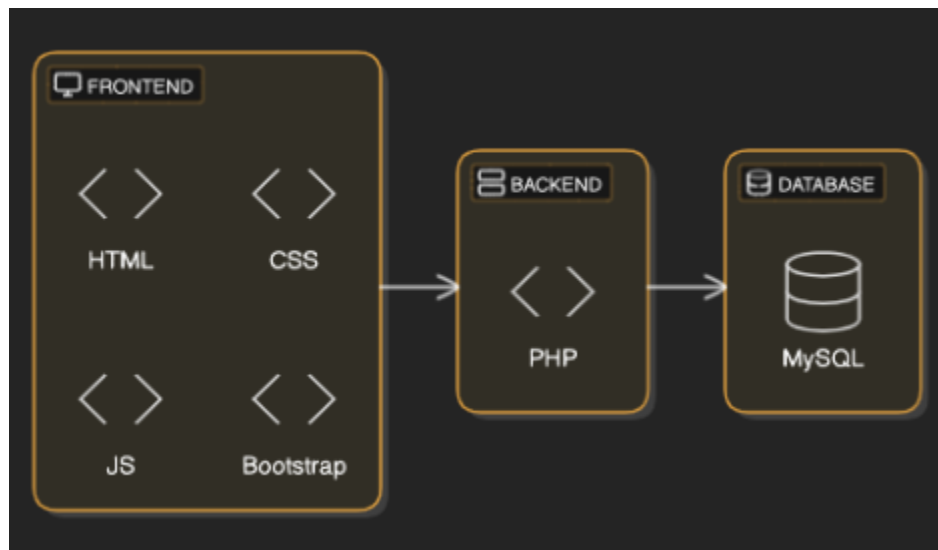 FRONTEND
HTML
CSS
JS
Bootstrap
BACKEND
PHP
DATABASE
MySQL